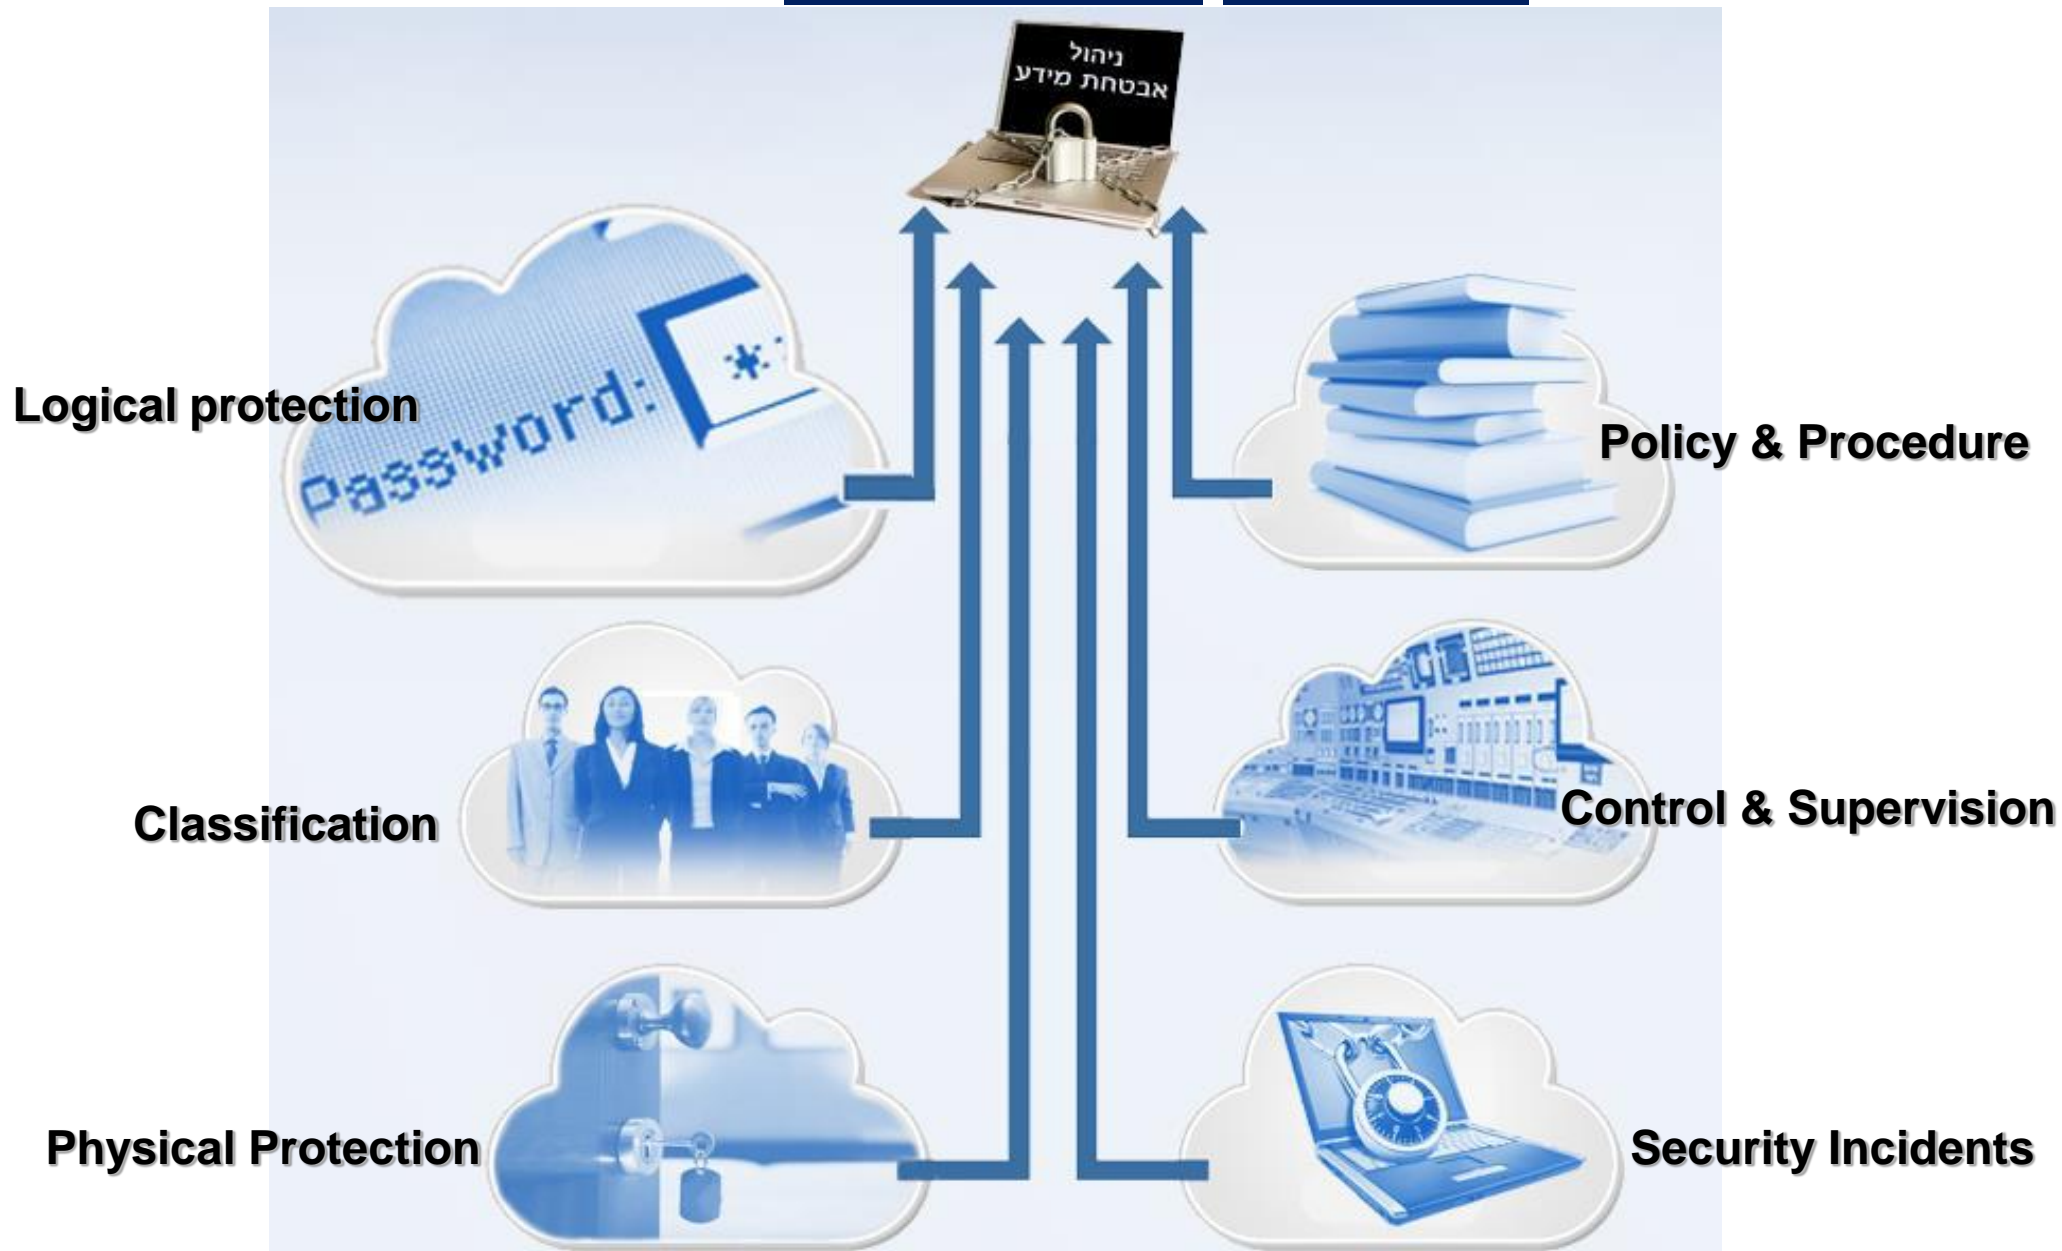 ניהול
אבטחת מידע
Password: *
Logical protection
Policy & Procedure
Classification
Control & Supervision
Physical Protection
Security Incidents